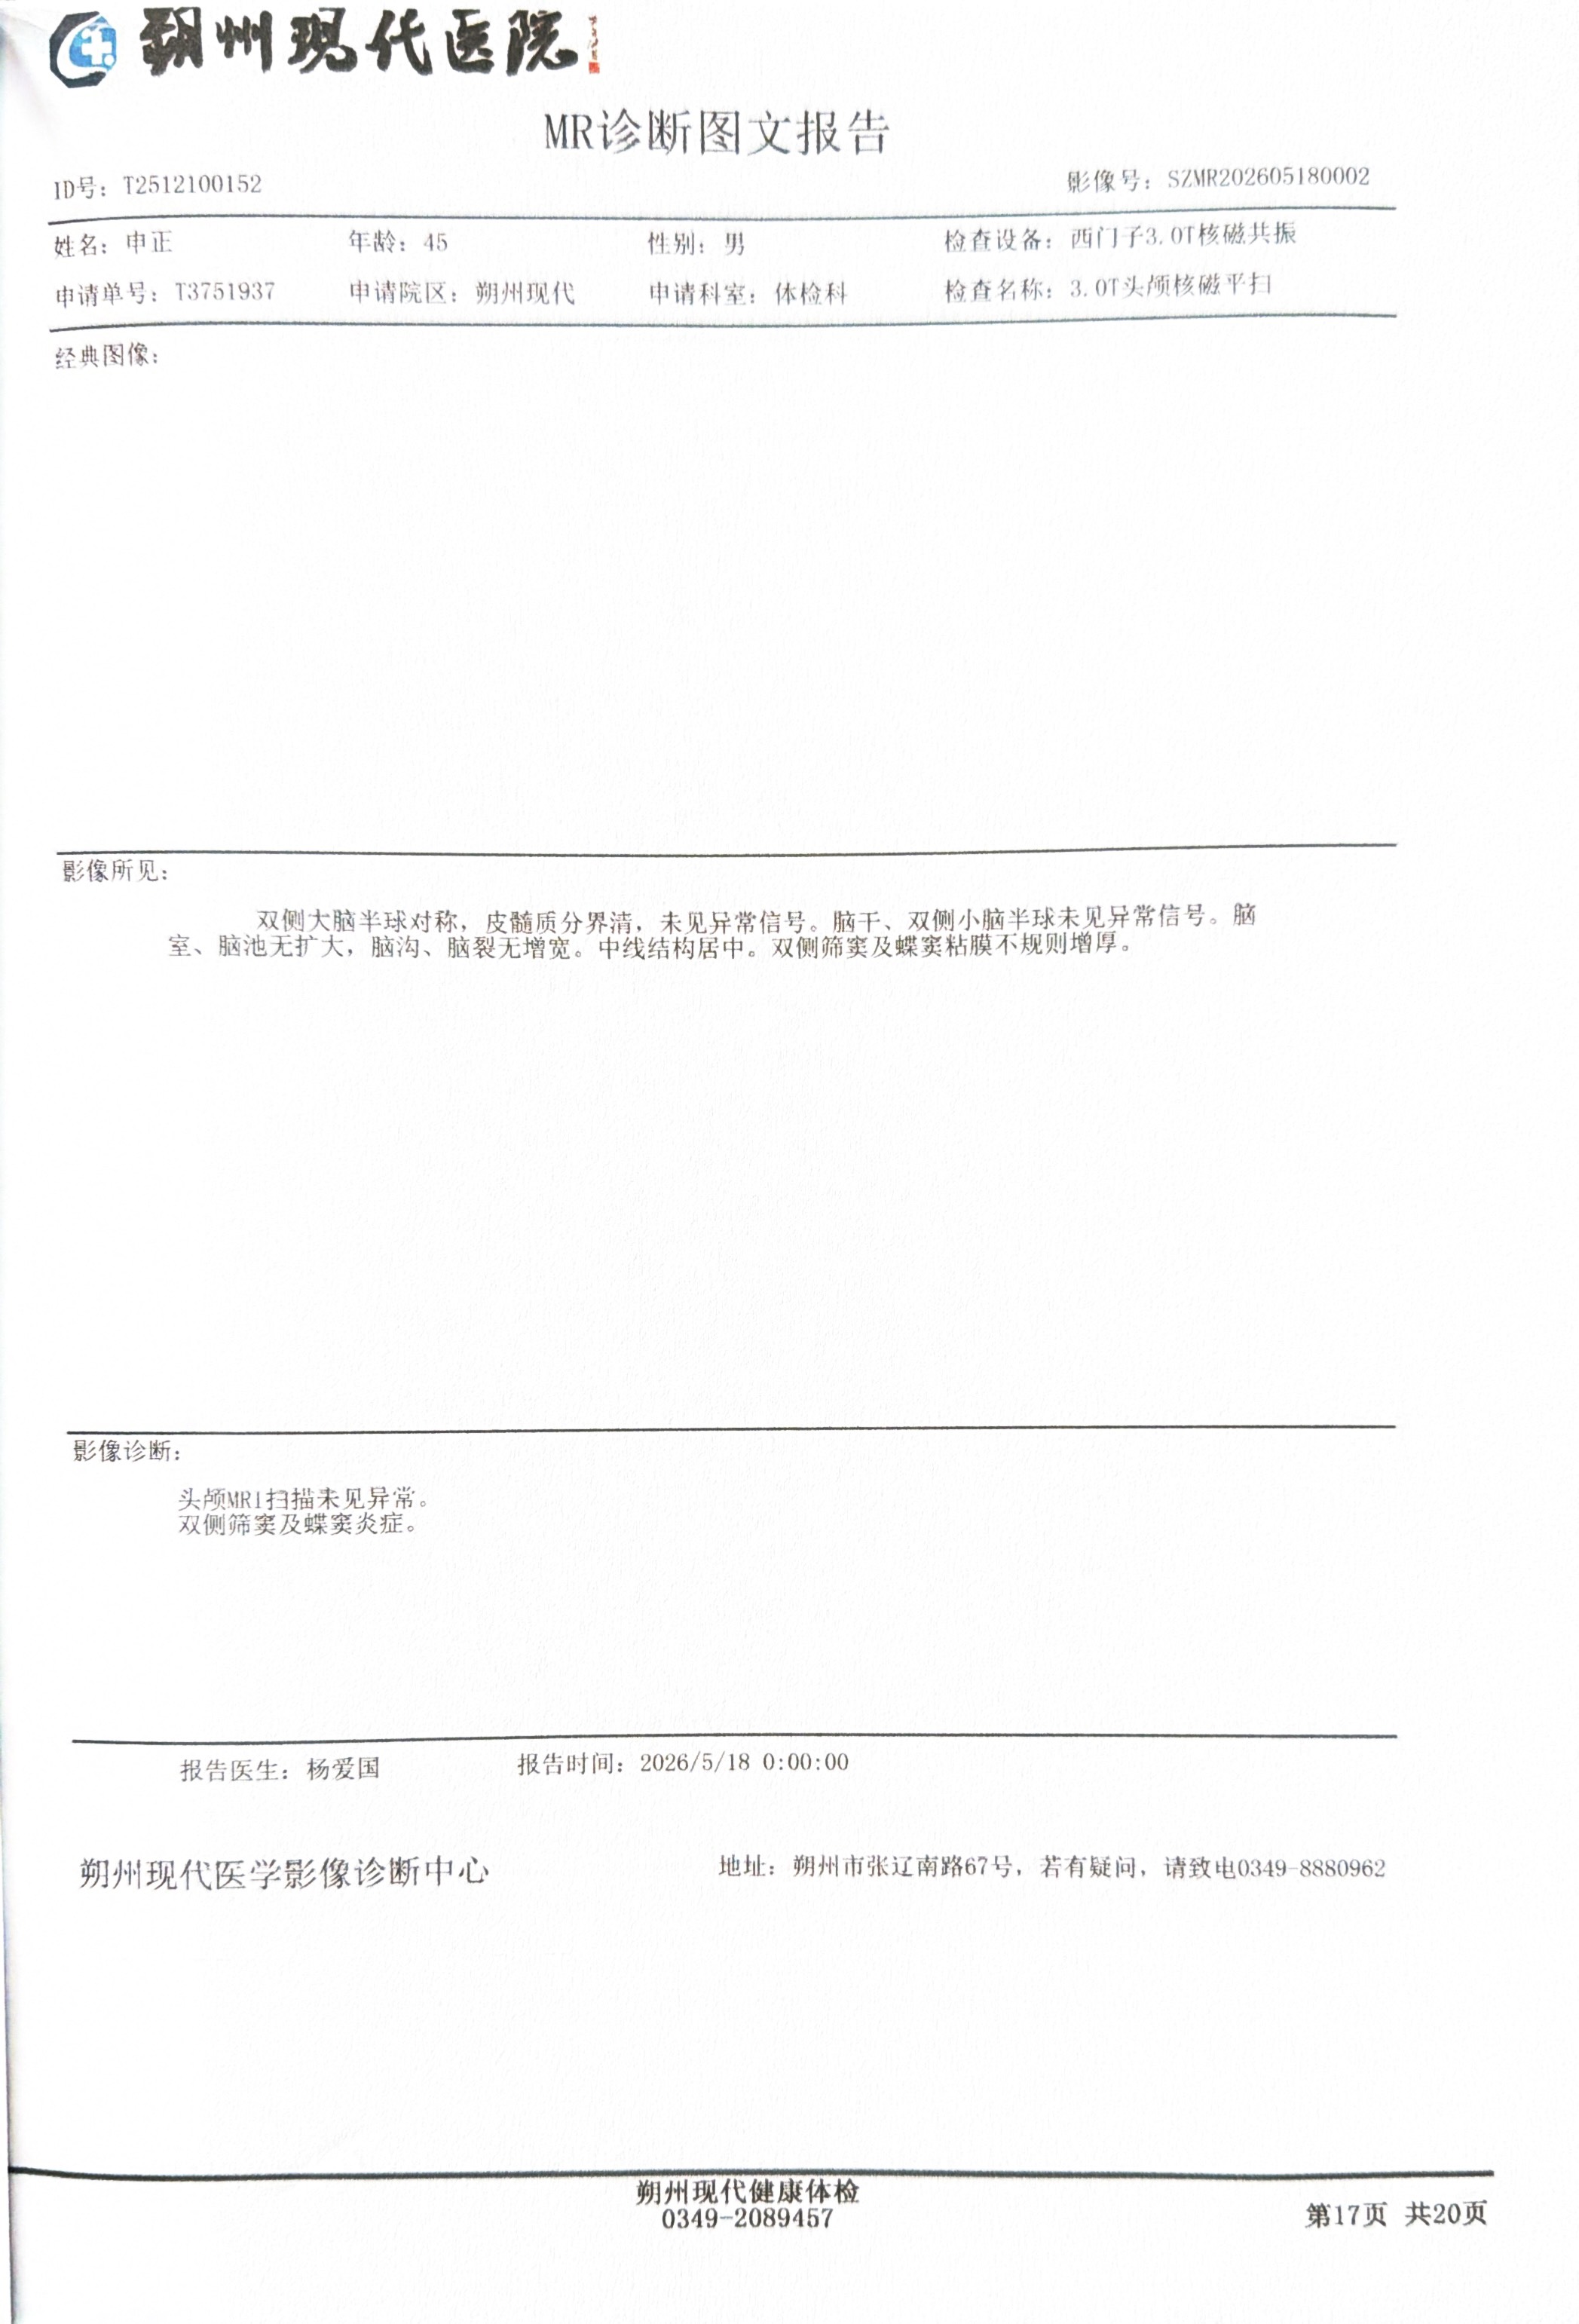 朔州现代医院
MR诊断图文报告
ID号：T2512100152 影像号：SZMR202605180002
姓名：申正 年龄：45 性别：男 检查设备：西门子3.0T核磁共振
申请单号：T3751937 申请院区：朔州现代 申请科室：体检科 检查名称：3.0T头颅核磁平扫
经典图像：
影像所见：
双侧大脑半球对称，皮髓质分界清，未见异常信号。脑干、双侧小脑半球未见异常信号。脑
室、脑池无扩大，脑沟、脑裂无增宽。中线结构居中。双侧筛窦及蝶窦粘膜不规则增厚。
影像诊断：
头颅MRI扫描未见异常。
双侧筛窦及蝶窦炎症。
报告医生：杨爱国 报告时间：2026/5/18 0:00:00
朔州现代医学影像诊断中心 地址：朔州市张辽南路67号，若有疑问，请致电0349-8880962
朔州现代健康体检
0349-2089457
第17页 共20页